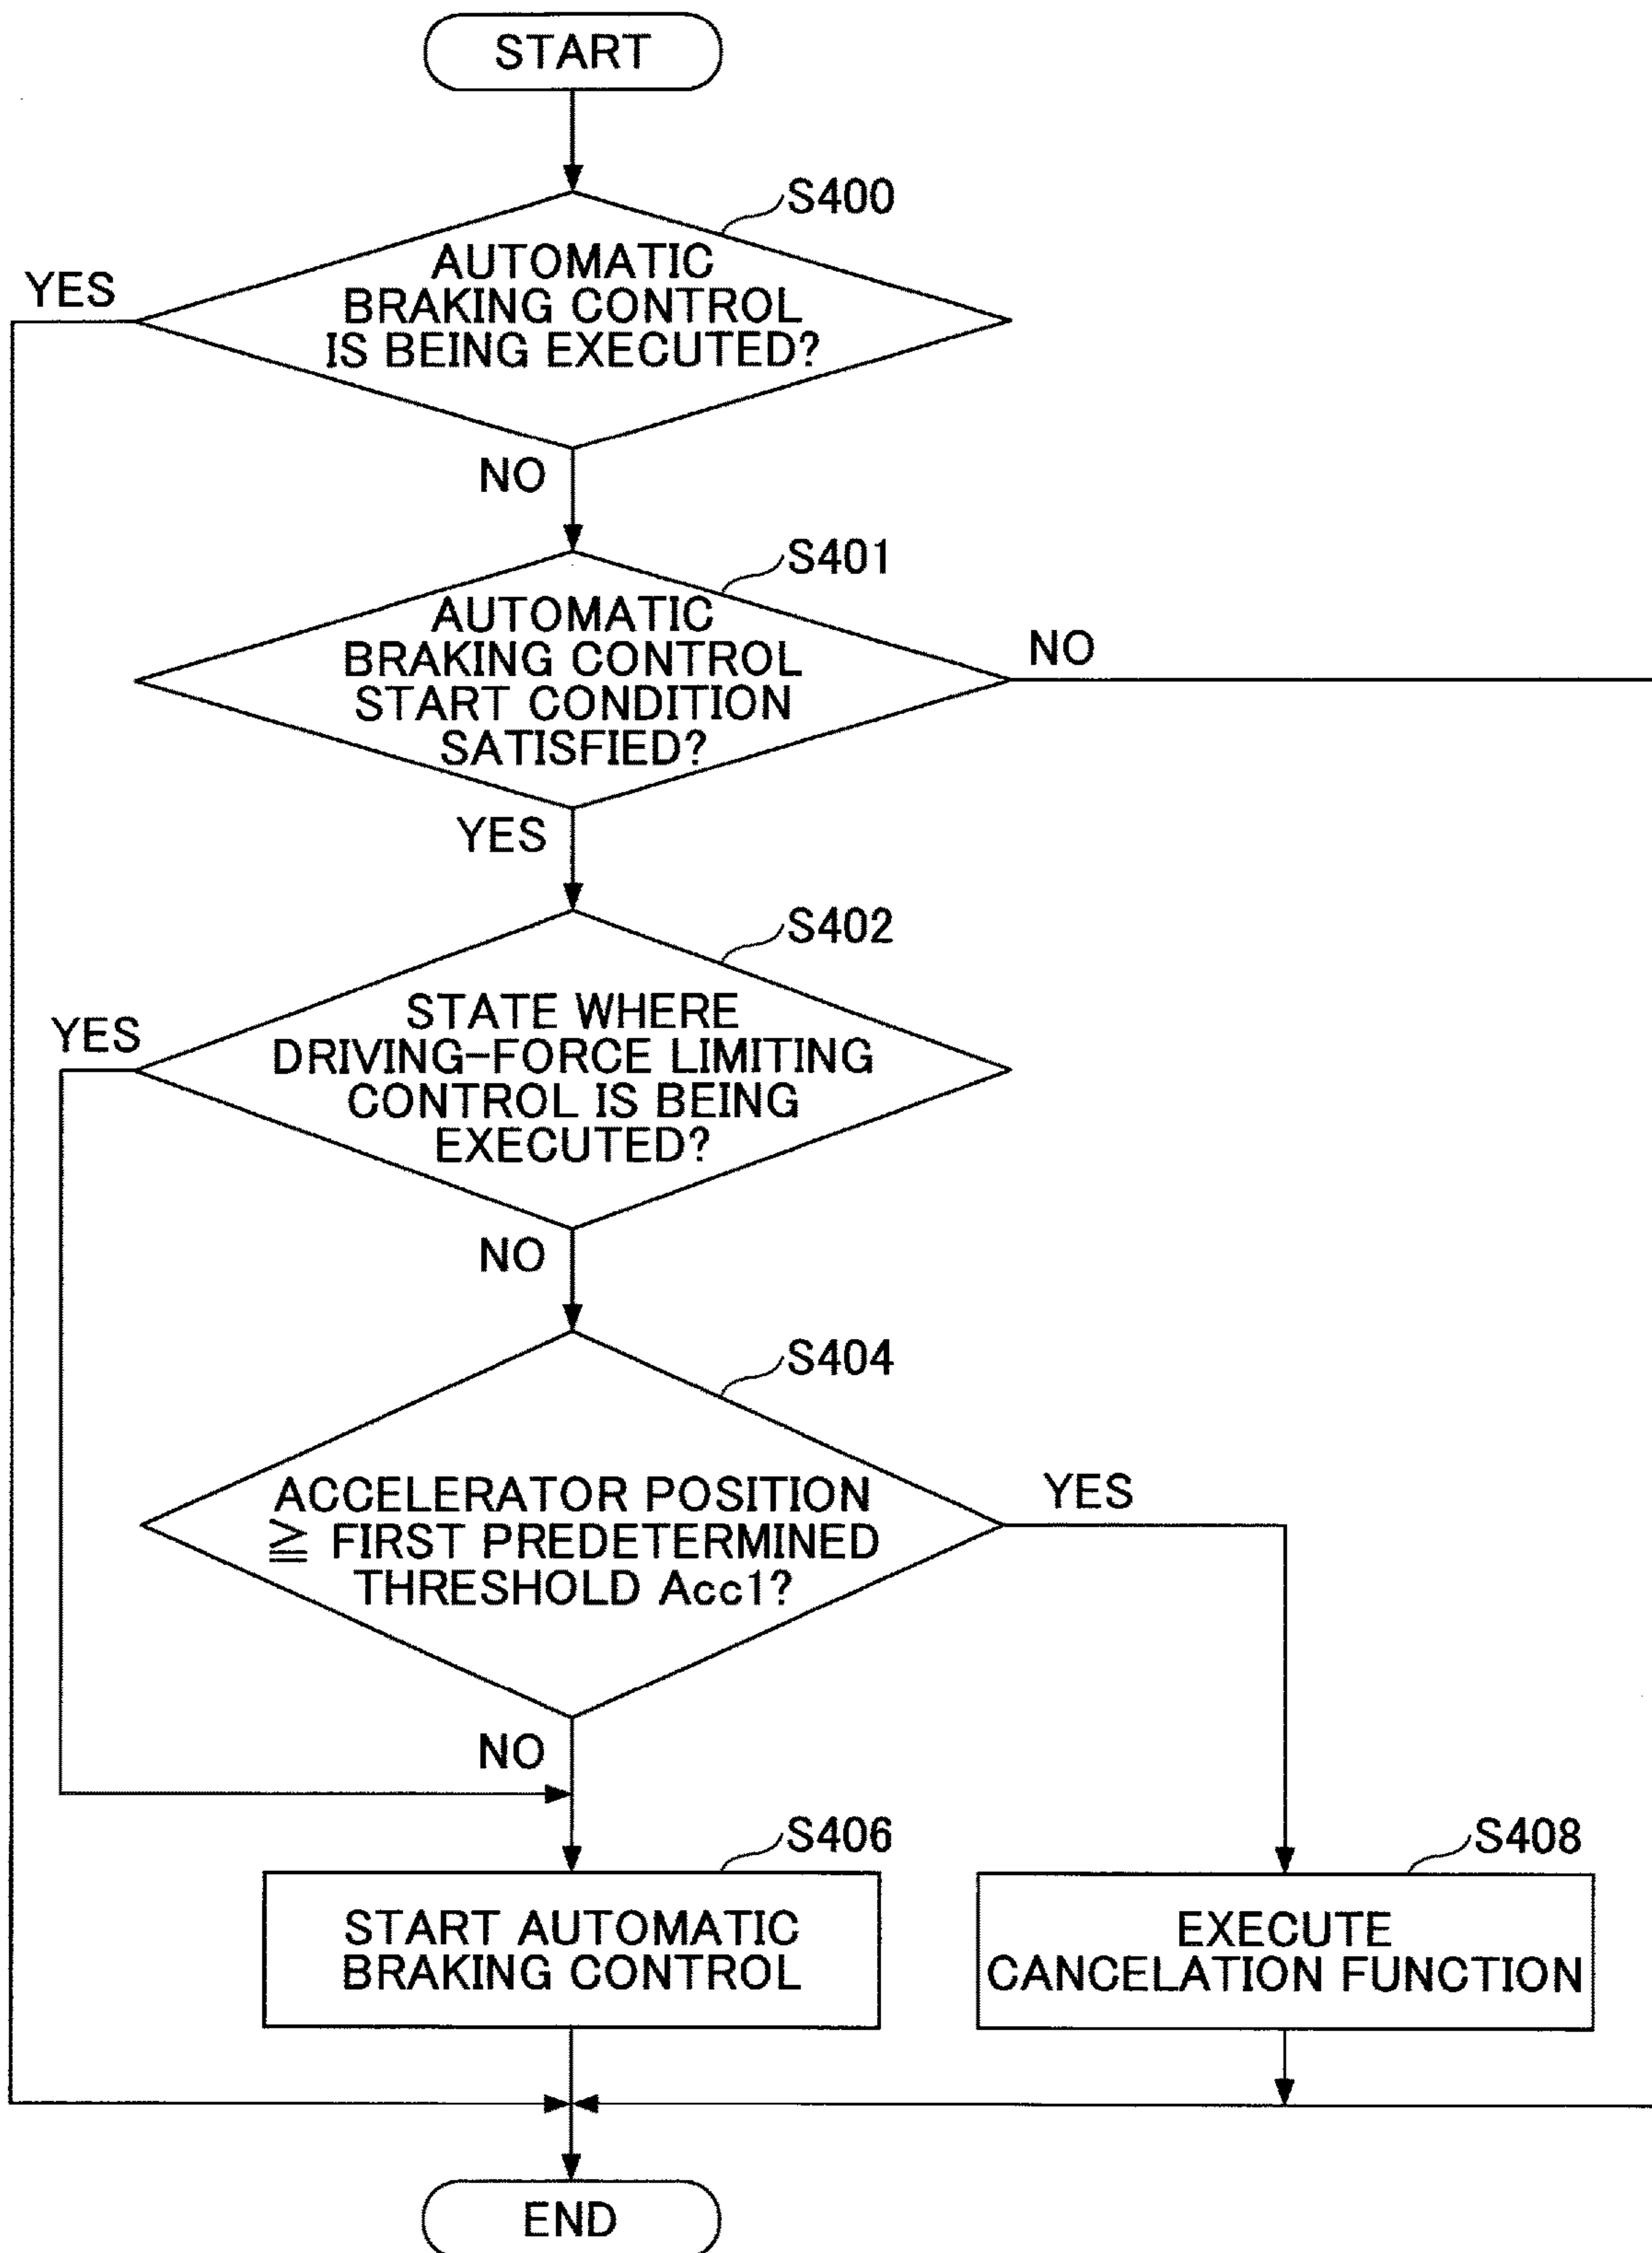 START
S400
AUTOMATIC
BRAKING CONTROL
IS BEING EXECUTED?
YES
NO
S401
AUTOMATIC
BRAKING CONTROL
START CONDITION
SATISFIED?
NO
YES
S402
STATE WHERE
DRIVING-FORCE LIMITING
CONTROL IS BEING
EXECUTED?
YES
NO
S404
ACCELERATOR POSITION
≧ FIRST PREDETERMINED
THRESHOLD Acc1?
YES
NO
S406
START AUTOMATIC
BRAKING CONTROL
S408
EXECUTE
CANCELATION FUNCTION
END